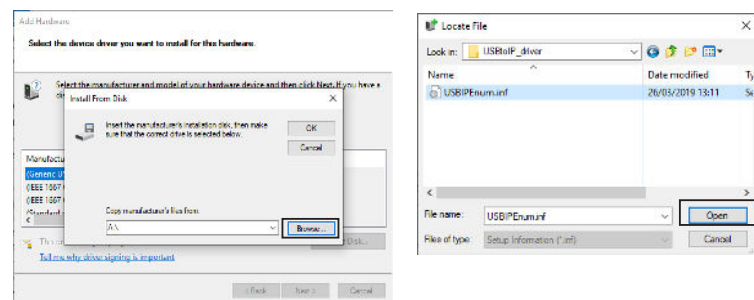 Add Hardware
Select the device driver you want to install for this hardware.
Select the manufacturer and model of your hardware device and then click Next. If you have a
Install From Disk
Insert the manufacturer's installation disk, then make
sure that the correct drive is selected below.
OK
Cancel
Manufactu
(Generic U
(IEEE 1667
(IEEE 1667
(Standard
Copy manufacturer's files from:
A:\
Browse...
Disk...
Tell me why driver signing is important
< Back
Next >
Cancel
Locate File
Look in:
USBtoIP_driver
Name
Date modified
Ty
USBIPEnum.inf
26/03/2019 13:11
Se
File name:
USBIPEnum.inf
Open
Files of type:
Setup Information (*.inf)
Cancel